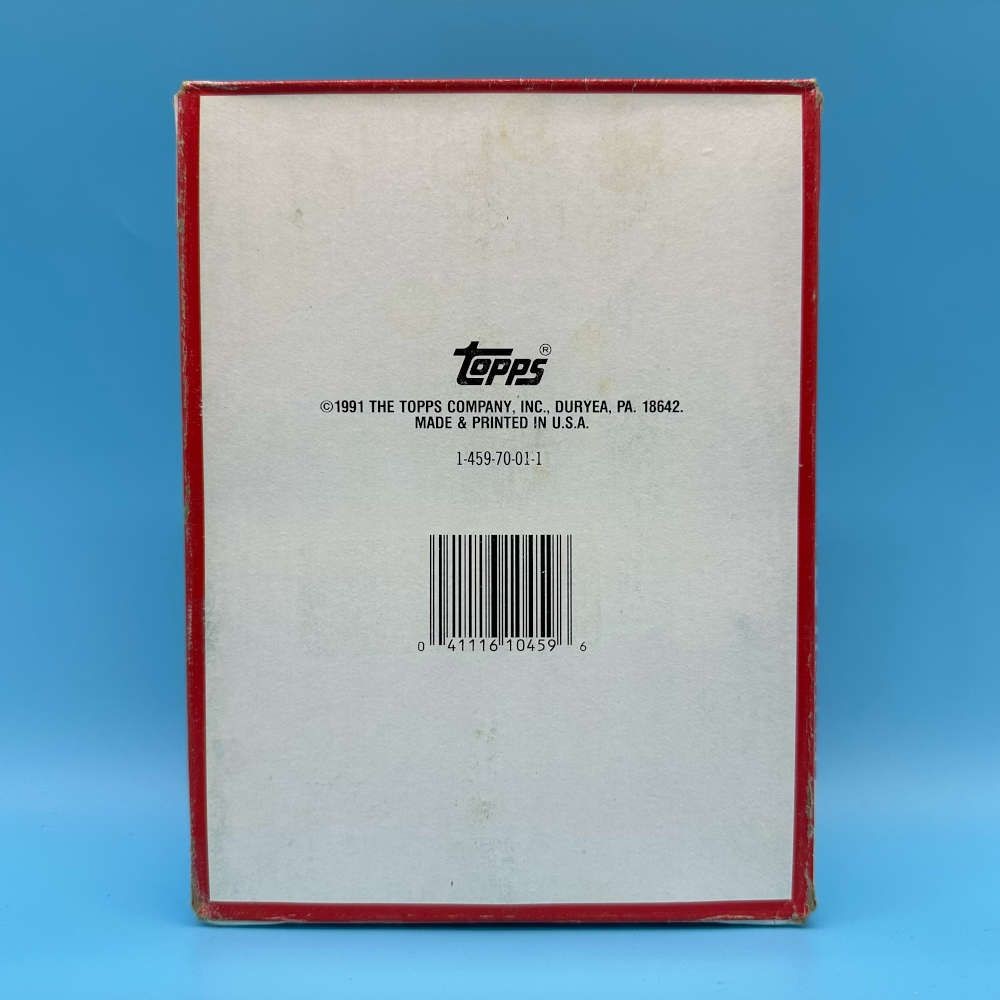 topps®
©1991 THE TOPPS COMPANY, INC., DURYEA, PA. 18642.
MADE & PRINTED IN U.S.A.
1-459-70-01-1
0 41116 10459 6